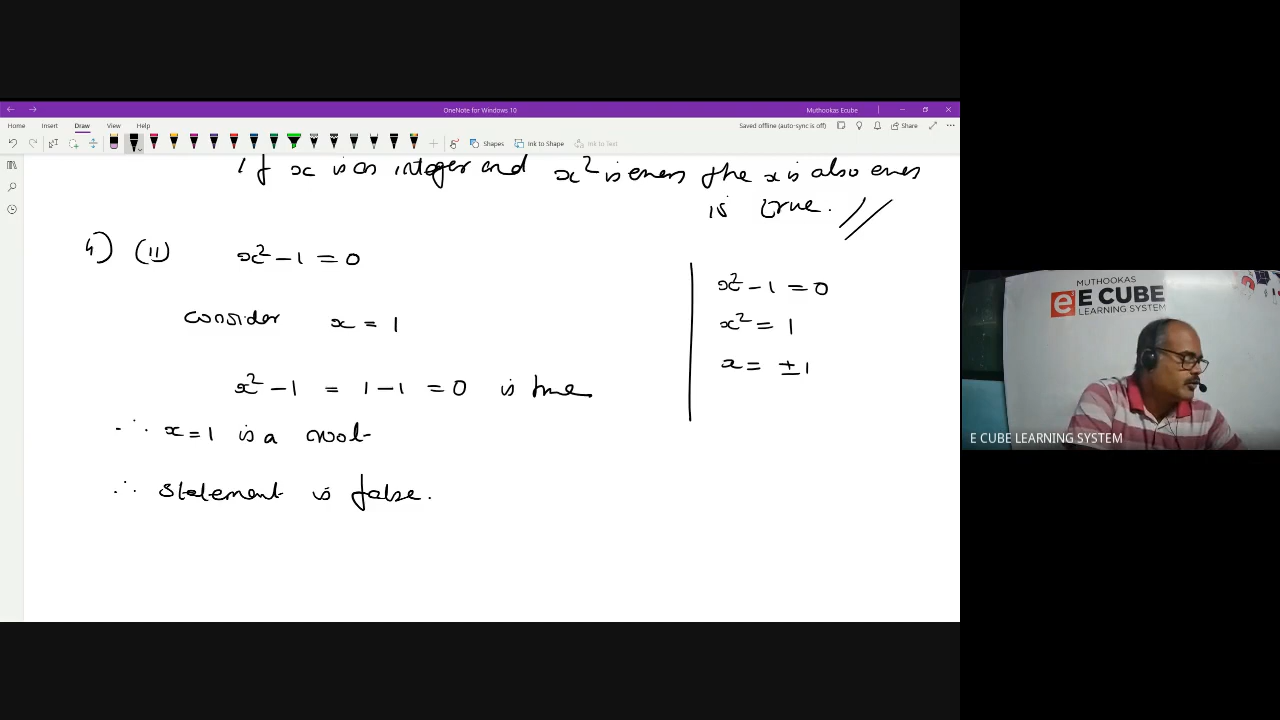 OneNote for Windows 10
Muthookas Ecube
Home Insert Draw View Help
Saved offline (auto-sync is off) Share
Shapes Ink to Shape Ink to Text
If x is an integer and x² is even the x is also even
is true. //
4) (ii) x² - 1 = 0
consider x = 1
x² - 1 = 1 - 1 = 0 is true
∴ x = 1 is a root
∴ statement is false.
x² - 1 = 0
x² = 1
x = ± 1
MUTHOOKAS
E CUBE
LEARNING SYSTEM
E CUBE LEARNING SYSTEM